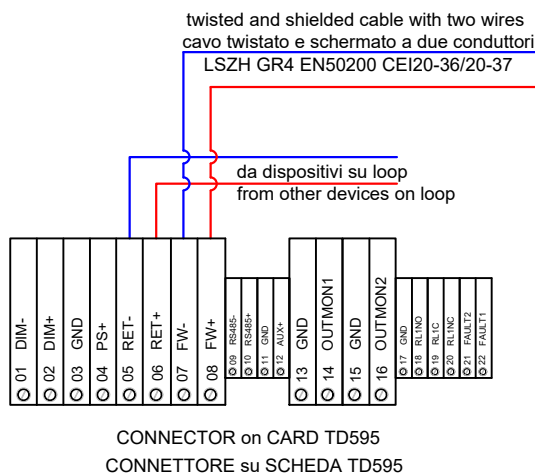 twisted and shielded cable with two wires
cavo twistato e schermato a due conduttori
LSZH GR4 EN50200 CEI20-36/20-37
da dispositivi su loop
from other devices on loop
01 DIM-
02 DIM+
03 GND
04 PS+
05 RET-
06 RET+
07 FW-
08 FW+
09 RS485-
10 RS485+
11 GND
12 AUX+
13 GND
14 OUTMON1
15 GND
16 OUTMON2
17 GND
18 RL1NO
19 RL1C
20 RL1NC
21 FAULT2
22 FAULT1
CONNECTOR on CARD TD595
CONNETTORE su SCHEDA TD595